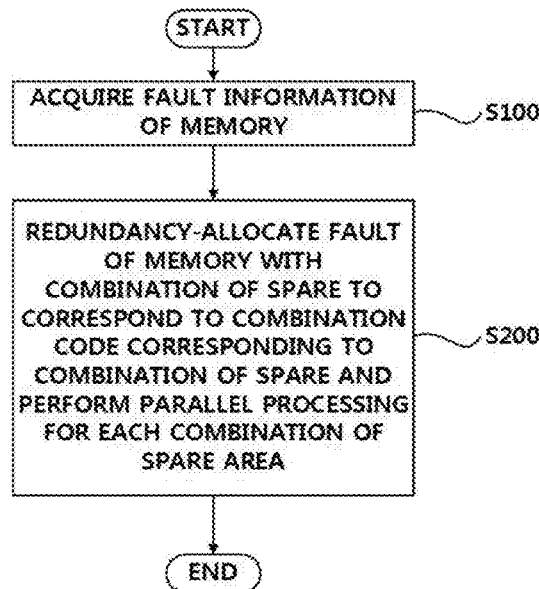 START
ACQUIRE FAULT INFORMATION
OF MEMORY
S100
REDUNDANCY-ALLOCATE FAULT
OF MEMORY WITH
COMBINATION OF SPARE TO
CORRESPOND TO COMBINATION
CODE CORRESPONDING TO
COMBINATION OF SPARE AND
PERFORM PARALLEL PROCESSING
FOR EACH COMBINATION OF
SPARE AREA
S200
END